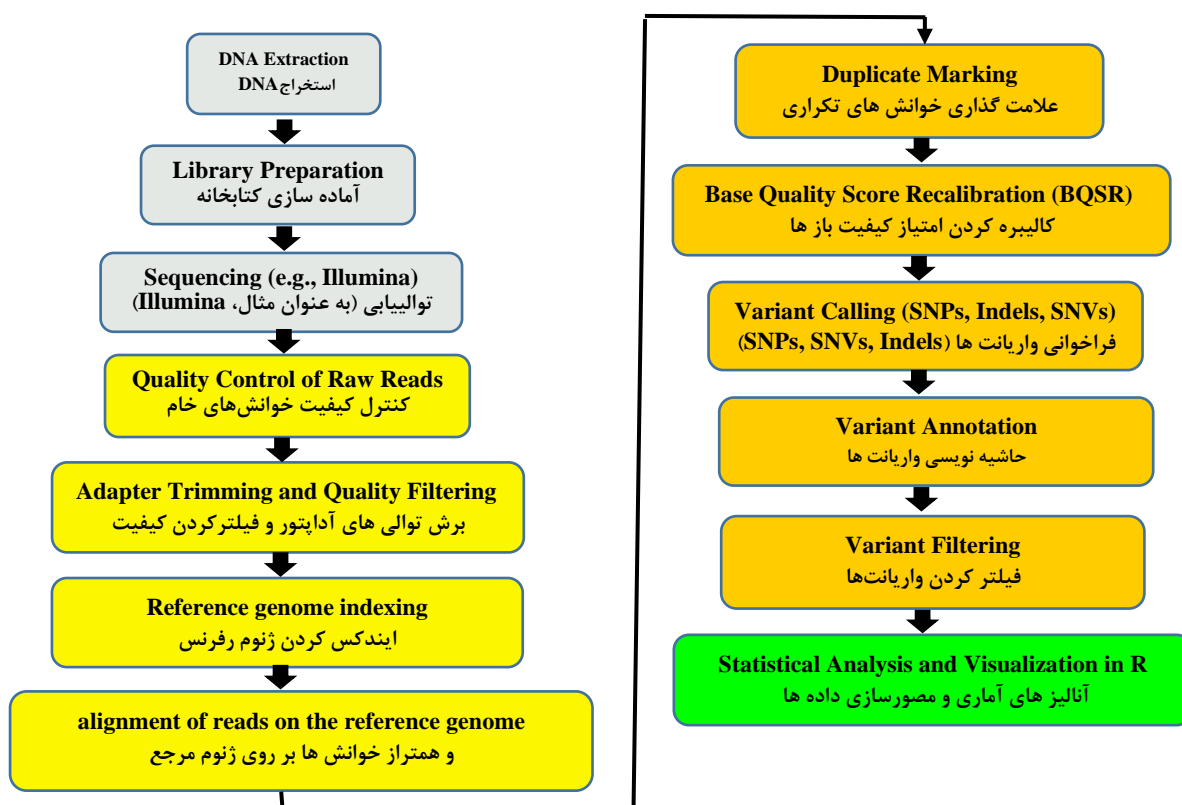 DNA Extraction
استخراج DNA
Library Preparation
آماده سازی کتابخانه
Sequencing (e.g., Illumina)
توالییابی (به عنوان مثال، Illumina)
Quality Control of Raw Reads
کنترل کیفیت خوانش‌های خام
Adapter Trimming and Quality Filtering
برش توالی های آداپتور و فیلترکردن کیفیت
Reference genome indexing
ایندکس کردن ژنوم رفرنس
alignment of reads on the reference genome
و همتراز خوانش ها بر روی ژنوم مرجع
Duplicate Marking
علامت گذاری خوانش های تکراری
Base Quality Score Recalibration (BQSR)
کالیبره کردن امتیاز کیفیت باز ها
Variant Calling (SNPs, Indels, SNVs)
فراخوانی واریانت ها (SNPs, SNVs, Indels)
Variant Annotation
حاشیه نویسی واریانت ها
Variant Filtering
فیلتر کردن واریانت‌ها
Statistical Analysis and Visualization in R
آنالیز های آماری و مصورسازی داده ها